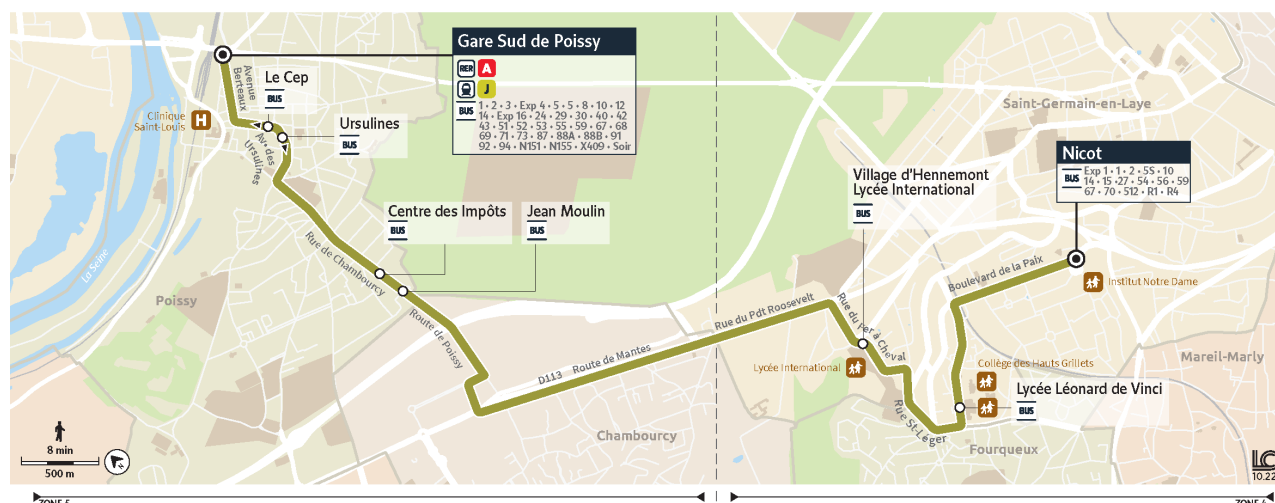 Gare Sud de Poissy
RER A
J
BUS
1 • 2 • 3 • Exp 4 • 5 • 5 • 8 • 10 • 12
14 • Exp 16 • 24 • 29 • 30 • 40 • 42
43 • 51 • 52 • 53 • 55 • 59 • 67 • 68
69 • 71 • 73 • 87 • 88A • 88B • 91
92 • 94 • N151 • N155 • X409 • Soir
Avenue
Berteaux
Le Cep
BUS
Clinique
Saint-Louis
H
Ursulines
BUS
Av. des
Ursulines
Saint-Germain-en-Laye
Nicot
BUS
Exp 1 • 1 • 2 • 5S • 10
14 • 15 • 27 • 54 • 56 • 59
67 • 70 • 512 • R1 • R4
Village d'Hennemont
Lycée International
BUS
Centre des Impôts
BUS
Jean Moulin
BUS
La Seine
Rue de Chambourcy
Poissy
Route de Poissy
Boulevard de la Paix
Institut Notre Dame
Rue du Pdt Roosevelt
Rue du Fer à Cheval
D113 Route de Mantes
Lycée International
Collège des Hauts Grillets
Mareil-Marly
Lycée Léonard de Vinci
BUS
Rue St-Léger
Chambourcy
Fourqueux
8 min
500 m
N
LC
10.22
ZONE 5
ZONE 4